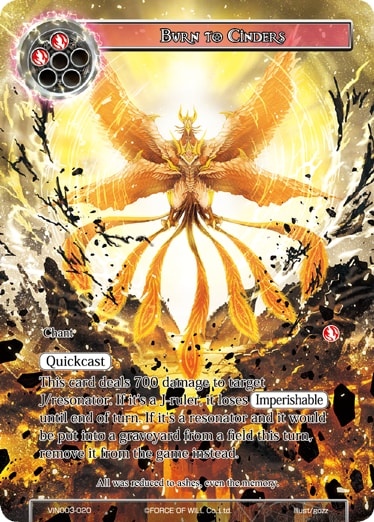 Burn to Cinders
Chant
Quickcast
This card deals 700 damage to target
J/resonator. If it's a J-ruler, it loses Imperishable
until end of turn. If it's a resonator and it would
be put into a graveyard from a field this turn,
remove it from the game instead.
All was reduced to ashes, even the memory.
VIN003-020 ©FORCE OF WILL Co.,Ltd. Illust/gozz